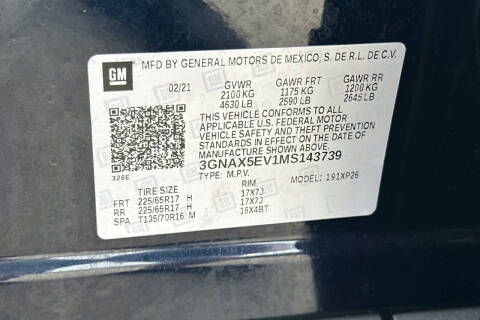 GM
MFD BY GENERAL MOTORS DE MEXICO, S. DE R.L. DE C.V.
02/21 GVWR GAWR FRT GAWR RR
2100 KG 1175 KG 1200 KG
4630 LB 2590 LB 2645 LB
THIS VEHICLE CONFORMS TO ALL
APPLICABLE U.S. FEDERAL MOTOR
VEHICLE SAFETY AND THEFT PREVENTION
STANDARDS IN EFFECT ON THE DATE OF
MANUFACTURE SHOWN ABOVE.
328E 3GNAX5EV1MS143739
TYPE: M.P.V. MODEL: 1XP26
TIRE SIZE RIM
FRT 225/65R17 H 17X7J
RR 225/65R17 H 17X7J
SPA T135/70R16 M 16X4BT